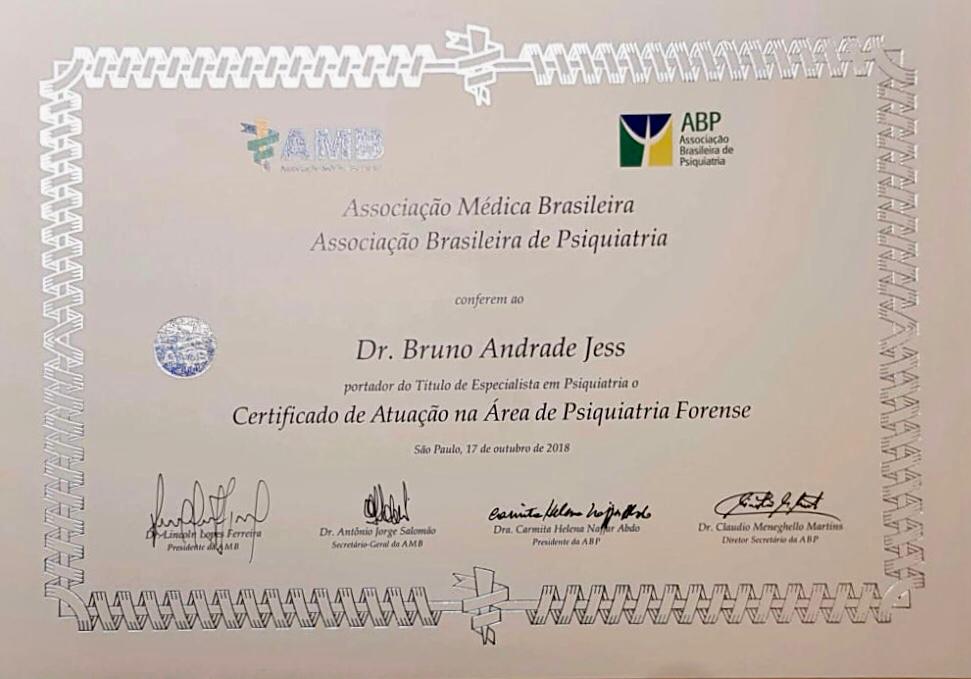 AMB
ABP
Associação
Brasileira de
Psiquiatria
Associação Médica Brasileira
Associação Brasileira de Psiquiatria
conferem ao
Dr. Bruno Andrade Jess
portador do Título de Especialista em Psiquiatria o
Certificado de Atuação na Área de Psiquiatria Forense
São Paulo, 17 de outubro de 2018
Dr. Lincoln Lopes Ferreira
Presidente da AMB
Dr. Antônio Jorge Salomão
Secretário-Geral da AMB
Dra. Carmita Helena Najjar Abdo
Presidente da ABP
Dr. Claudio Meneghello Martins
Diretor Secretário da ABP